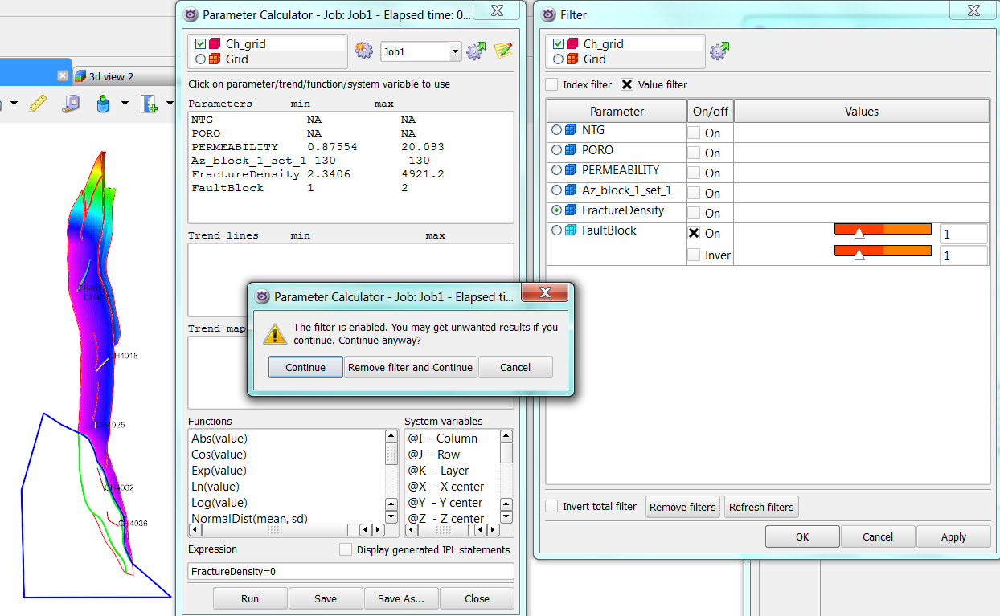 Parameter Calculator - Job: Job1 - Elapsed time: 0...
Ch_grid
Grid
Job1
Click on parameter/trend/function/system variable to use
Parameters min max
NTG NA NA
PORO NA NA
PERMEABILITY 0.87554 20.093
Az_block_1_set_1 130 130
FractureDensity 2.3406 4921.2
FaultBlock 1 2
Trend lines min max
Trend map
Functions
Abs(value)
Cos(value)
Exp(value)
Ln(value)
Log(value)
NormalDist(mean, sd)
System variables
@I - Column
@J - Row
@K - Layer
@X - X center
@Y - Y center
@Z - Z center
Expression
Display generated IPL statements
FractureDensity=0
Run Save Save As... Close
Parameter Calculator - Job: Job1 - Elapsed ti...
The filter is enabled. You may get unwanted results if you
continue. Continue anyway?
Continue Remove filter and Continue Cancel
Filter
Ch_grid
Grid
Index filter Value filter
Parameter On/off Values
NTG On
PORO On
PERMEABILITY On
Az_block_1_set_1 On
FractureDensity On
FaultBlock On 1
Inver 1
Invert total filter Remove filters Refresh filters
OK Cancel Apply
3d view 2
CH4018
CH4025
CH4032
CH4036